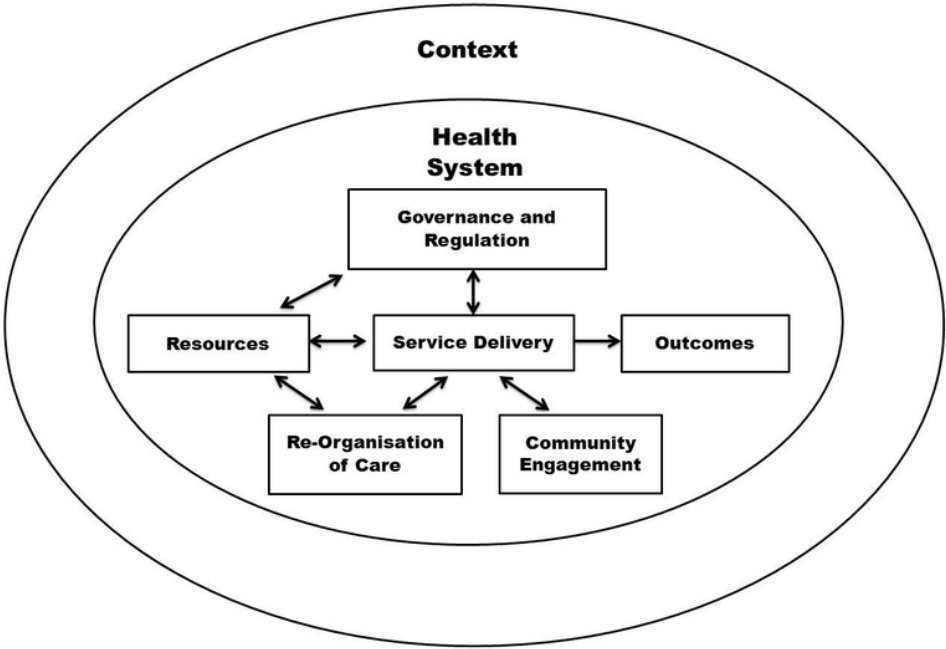 Context
Health
System
Governance and
Regulation
Resources
Service Delivery
Outcomes
Re-Organisation
of Care
Community
Engagement